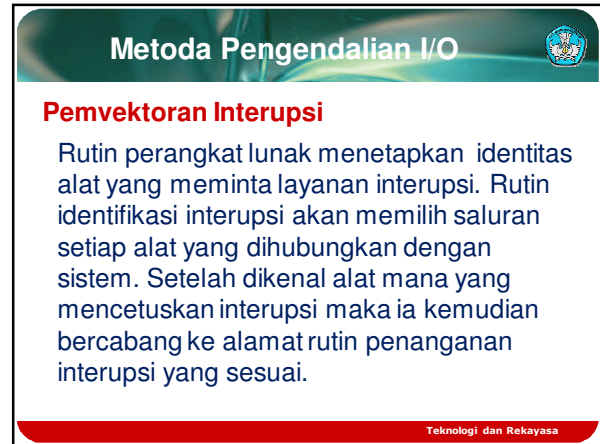 Metoda Pengendalian I/O
Pemvektoran Interupsi
Rutin perangkat lunak menetapkan identitas
alat yang meminta layanan interupsi. Rutin
identifikasi interupsi akan memilih saluran
setiap alat yang dihubungkan dengan
sistem. Setelah dikenal alat mana yang
mencetuskan interupsi maka ia kemudian
bercabang ke alamat rutin penanganan
interupsi yang sesuai.
Teknologi dan Rekayasa